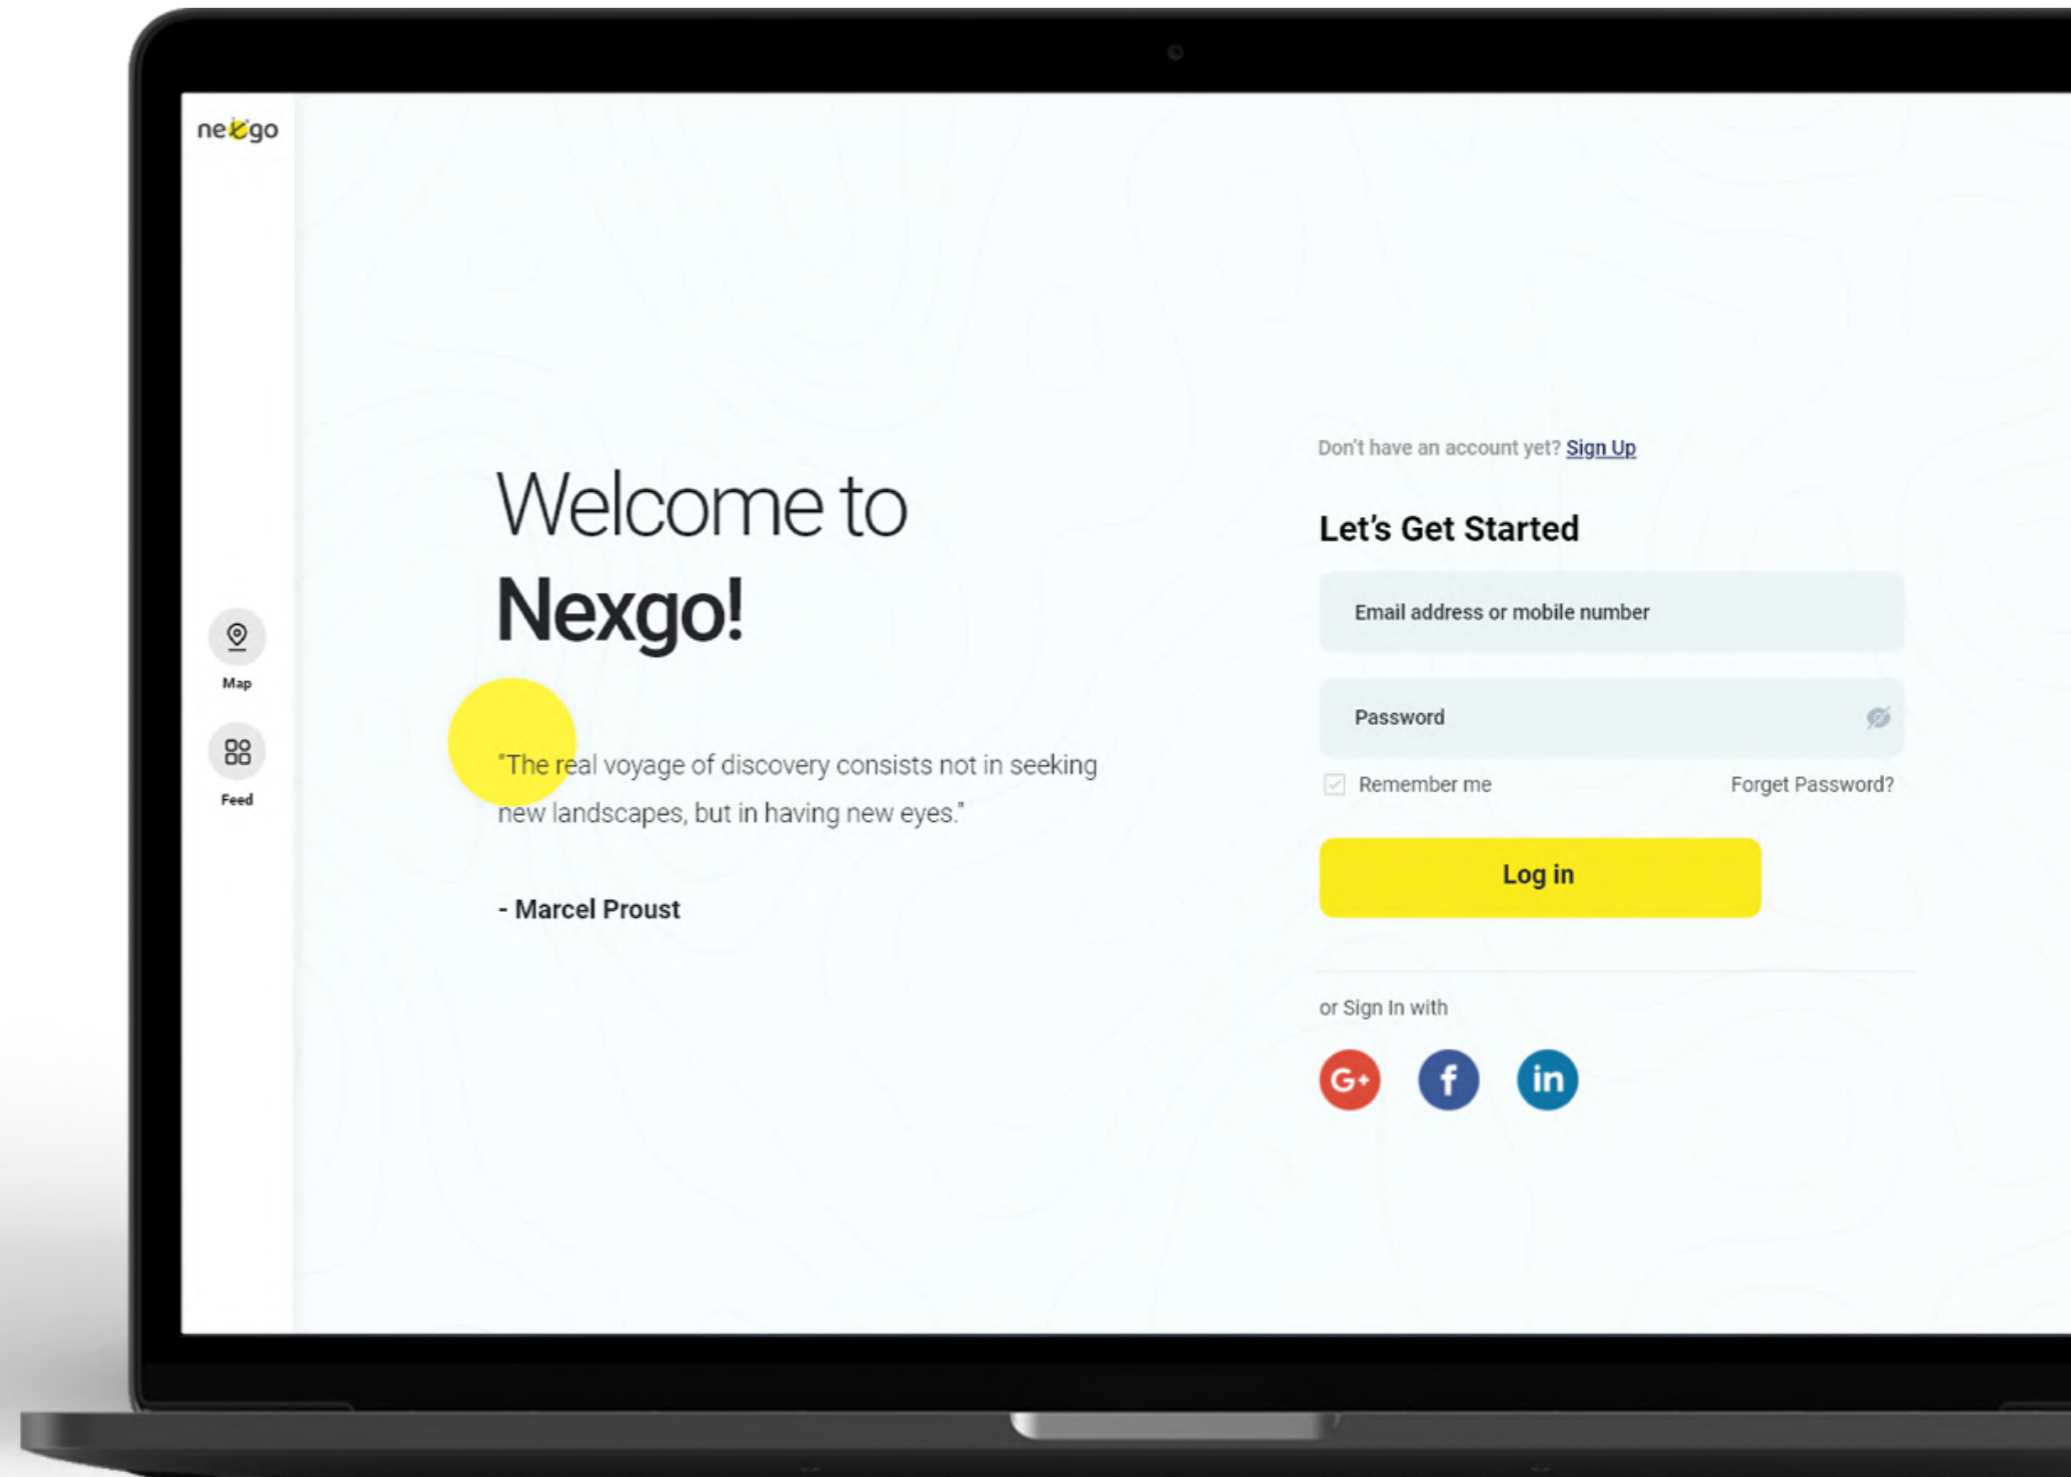 nexgo
Map
Feed
Welcome to
Nexgo!
"The real voyage of discovery consists not in seeking
new landscapes, but in having new eyes."
- Marcel Proust
Don't have an account yet? Sign Up
Let's Get Started
Email address or mobile number
Password
Remember me
Forget Password?
Log in
or Sign In with
G+
f
in